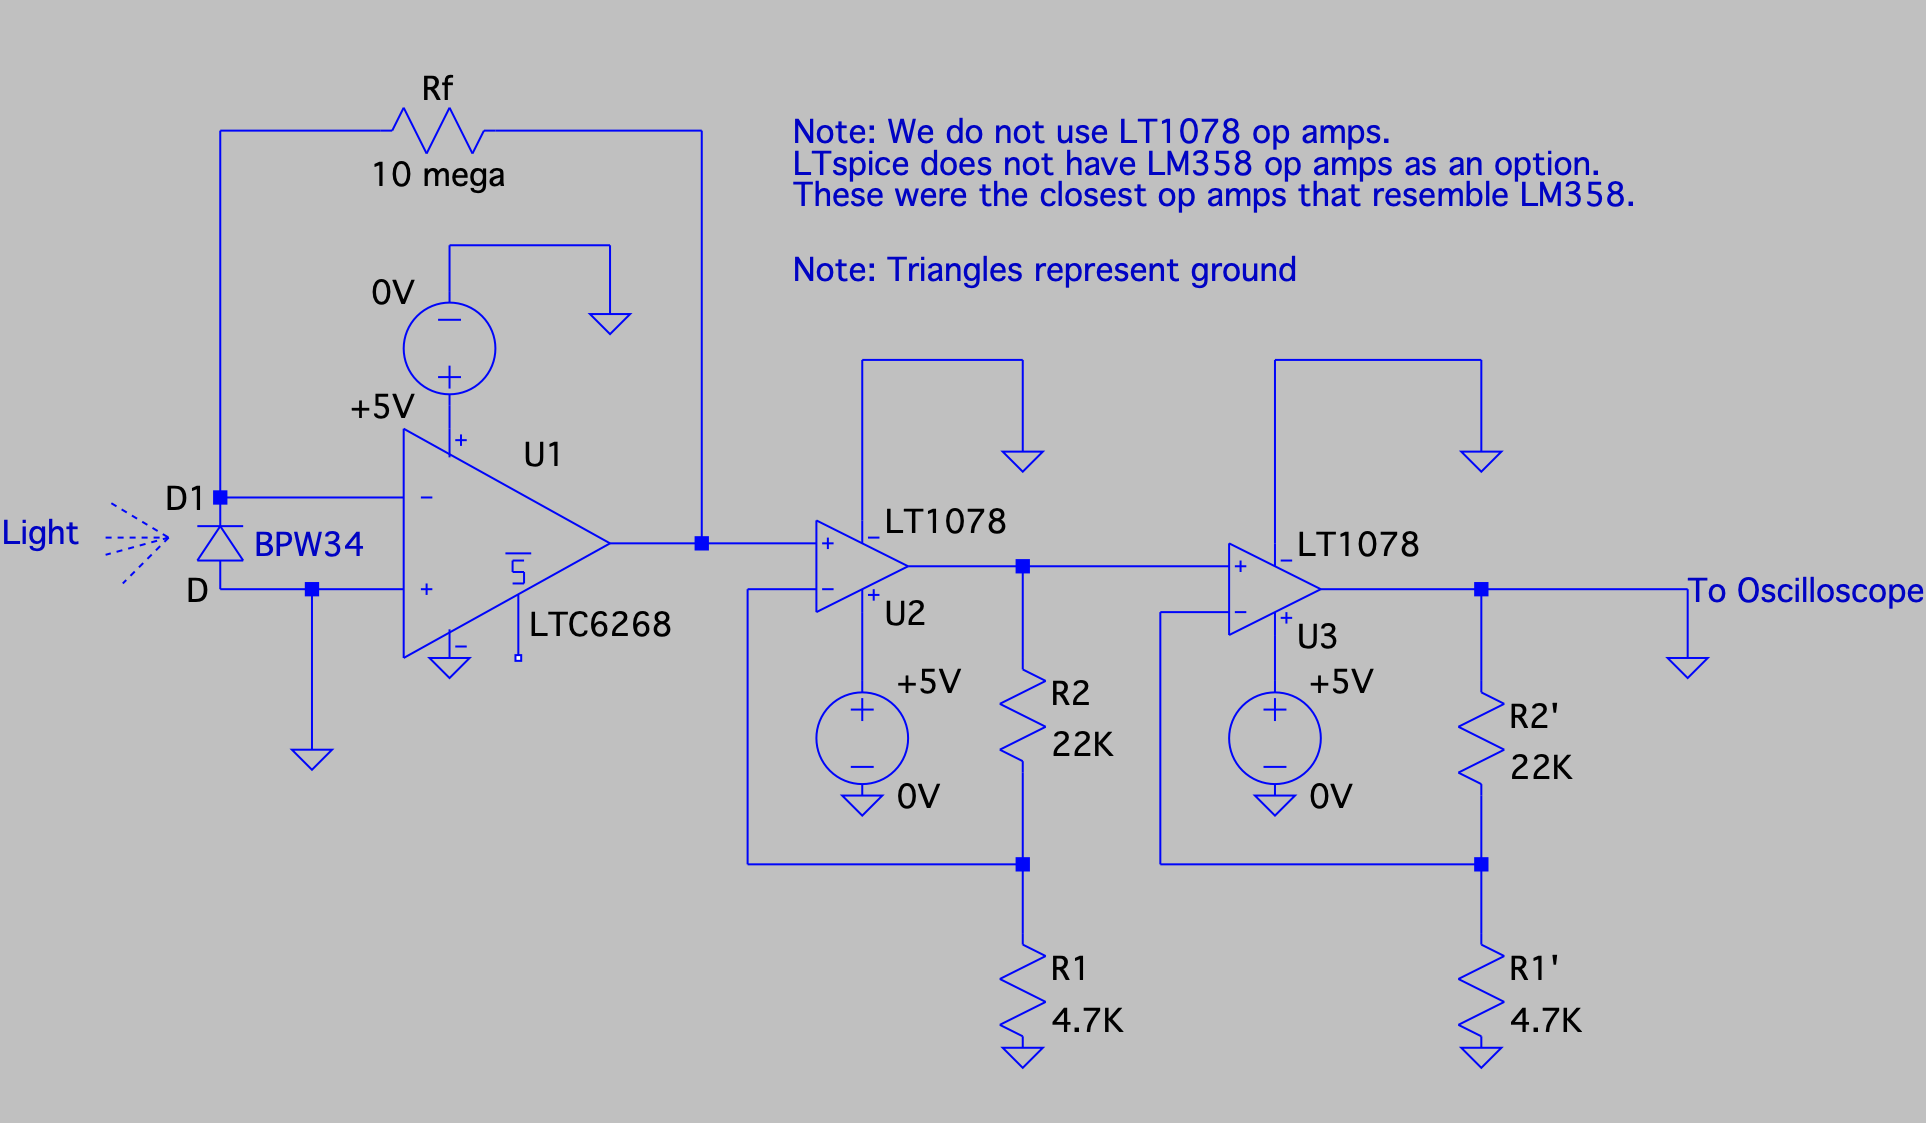 Rf
10 mega
Note: We do not use LT1078 op amps.
LTspice does not have LM358 op amps as an option.
These were the closest op amps that resemble LM358.
Note: Triangles represent ground
0V
+5V
U1
D1
Light
BPW34
D
5
LTC6268
LT1078
U2
+5V
0V
R2
22K
R1
4.7K
LT1078
U3
+5V
0V
To Oscilloscope
R2'
22K
R1'
4.7K